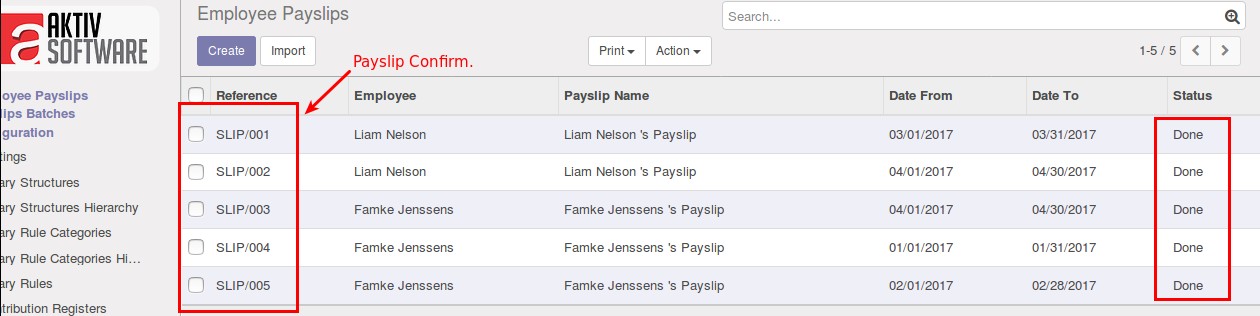 AKTIV
SOFTWARE
Employee Payslips
Search...
Create Import
Print Action
1-5 / 5
Payslip Confirm.
oyee Payslips
lips Batches
guration
tings
ary Structures
ary Structures Hierarchy
ary Rule Categories
ary Rule Categories Hi...
ary Rules
ntribution Registers
Reference Employee Payslip Name Date From Date To Status
SLIP/001 Liam Nelson Liam Nelson 's Payslip 03/01/2017 03/31/2017 Done
SLIP/002 Liam Nelson Liam Nelson 's Payslip 04/01/2017 04/30/2017 Done
SLIP/003 Famke Jenssens Famke Jenssens 's Payslip 04/01/2017 04/30/2017 Done
SLIP/004 Famke Jenssens Famke Jenssens 's Payslip 01/01/2017 01/31/2017 Done
SLIP/005 Famke Jenssens Famke Jenssens 's Payslip 02/01/2017 02/28/2017 Done